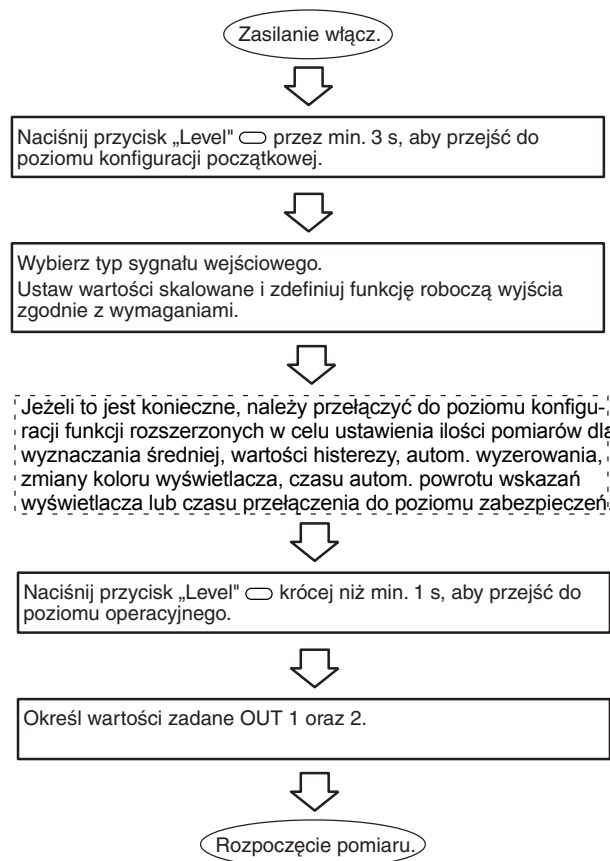 Zasilanie włącz.
Naciśnij przycisk „Level" przez min. 3 s, aby przejść do
poziomu konfiguracji początkowej.
Wybierz typ sygnału wejściowego.
Ustaw wartości skalowane i zdefiniuj funkcję roboczą wyjścia
zgodnie z wymaganiami.
Jeżeli to jest konieczne, należy przełączyć do poziomu konfigu-
racji funkcji rozszerzonych w celu ustawienia ilości pomiarów dla
wyznaczania średniej, wartości histerezy, autom. wyzerowania,
zmiany koloru wyświetlacza, czasu autom. powrotu wskazań
wyświetlacza lub czasu przełączenia do poziomu zabezpieczeń.
Naciśnij przycisk „Level" krócej niż min. 1 s, aby przejść do
poziomu operacyjnego.
Określ wartości zadane OUT 1 oraz 2.
Rozpoczęcie pomiaru.